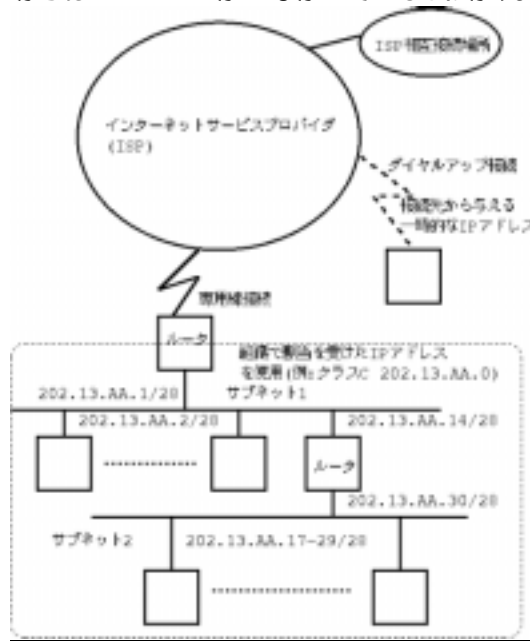 ISP相互接続場所
インターネットサービスプロバイダ
(ISP)
ダイヤルアップ接続
接続先から与える
一時的なIPアドレス
専用線接続
ルータ
組織で割当を受けたIPアドレス
を使用(例:クラスC 202.13.AA.0)
202.13.AA.1/28
サブネット1
202.13.AA.2/28
202.13.AA.14/28
ルータ
202.13.AA.30/28
サブネット2
202.13.AA.17-29/28